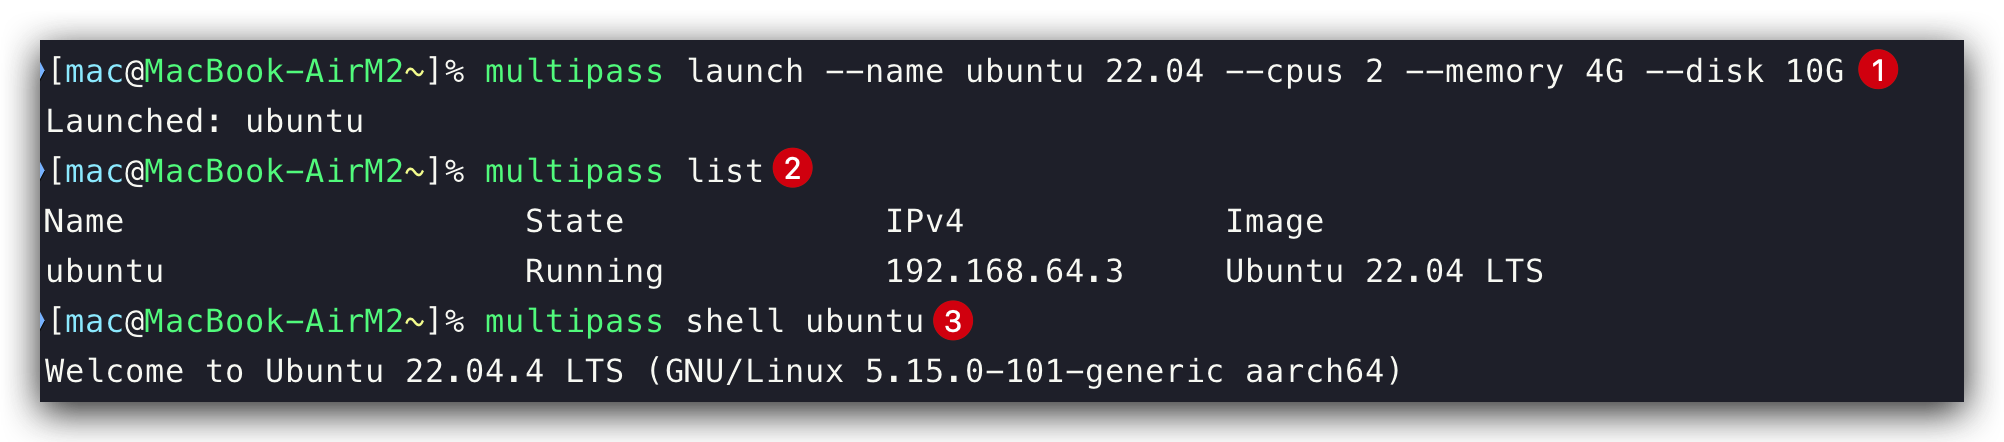 [mac@MacBook-AirM2~]% multipass launch --name ubuntu 22.04 --cpus 2 --memory 4G --disk 10G 1
Launched: ubuntu
[mac@MacBook-AirM2~]% multipass list 2
Name State IPv4 Image
ubuntu Running 192.168.64.3 Ubuntu 22.04 LTS
[mac@MacBook-AirM2~]% multipass shell ubuntu 3
Welcome to Ubuntu 22.04.4 LTS (GNU/Linux 5.15.0-101-generic aarch64)